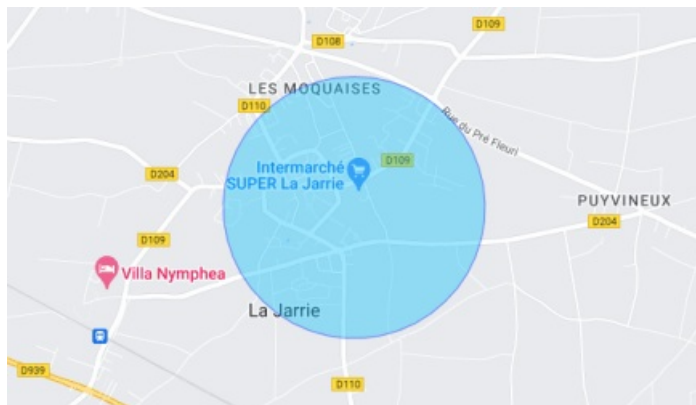 D109
D108
LES MOQUAISES
D110
Rue du Pré Fleuri
Intermarché
SUPER La Jarrie
D109
D204
PUYVINEUX
D204
D109
Villa Nymphea
La Jarrie
D939
D110